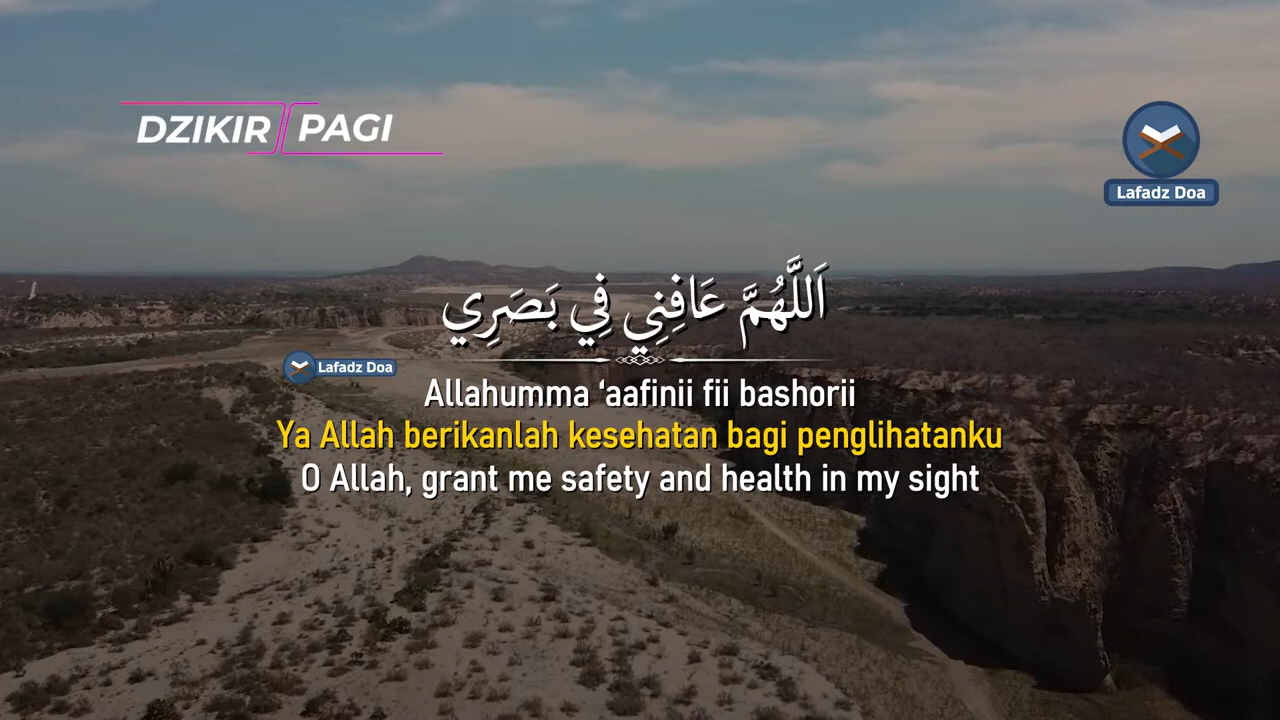 DZIKIR PAGI
Lafadz Doa
اَللَّهُمَّ عَافِنِي فِي بَصَرِي
Lafadz Doa
Allahumma ‘aafinii fii bashorii
Ya Allah berikanlah kesehatan bagi penglihatanku
O Allah, grant me safety and health in my sight